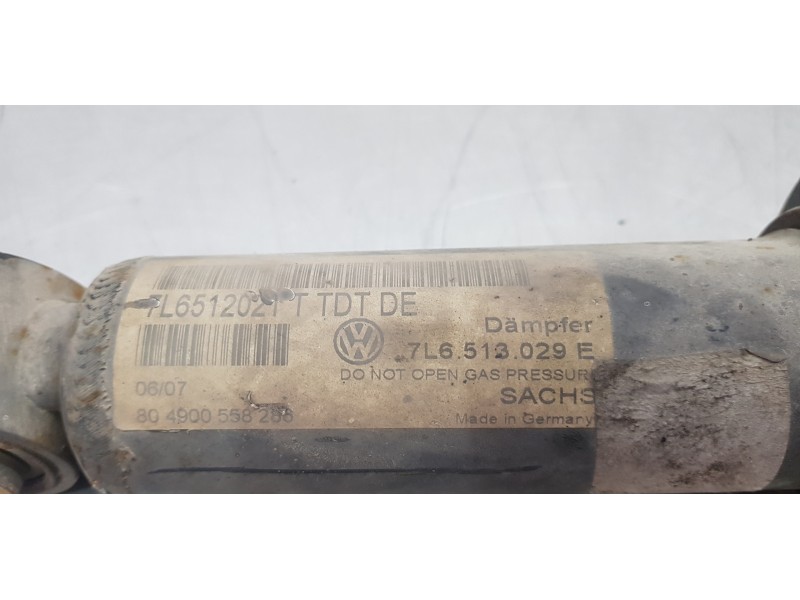 7L6512021 T TDT DE
Dämpfer
7L6.513.029 E
DO NOT OPEN GAS PRESSURE
06/07
SACHS
80 4900 558 286
Made in Germany